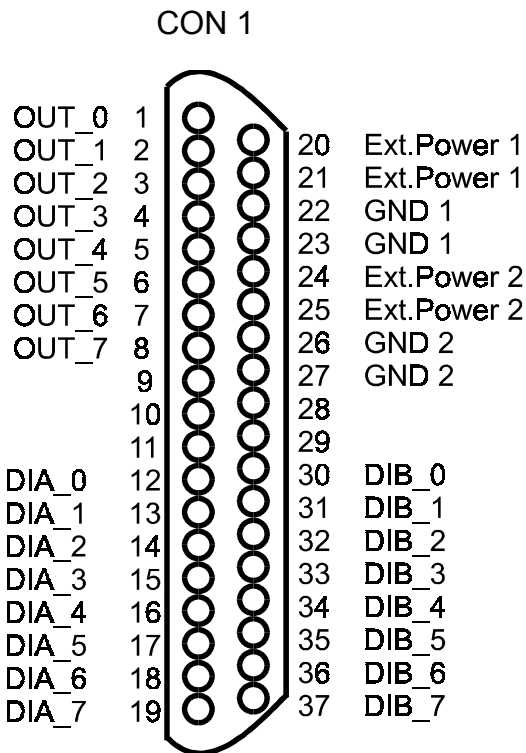 CON 1
OUT_0 1
OUT_1 2
OUT_2 3
OUT_3 4
OUT_4 5
OUT_5 6
OUT_6 7
OUT_7 8
9
10
11
DIA_0 12
DIA_1 13
DIA_2 14
DIA_3 15
DIA_4 16
DIA_5 17
DIA_6 18
DIA_7 19
20 Ext.Power 1
21 Ext.Power 1
22 GND 1
23 GND 1
24 Ext.Power 2
25 Ext.Power 2
26 GND 2
27 GND 2
28
29
30 DIB_0
31 DIB_1
32 DIB_2
33 DIB_3
34 DIB_4
35 DIB_5
36 DIB_6
37 DIB_7